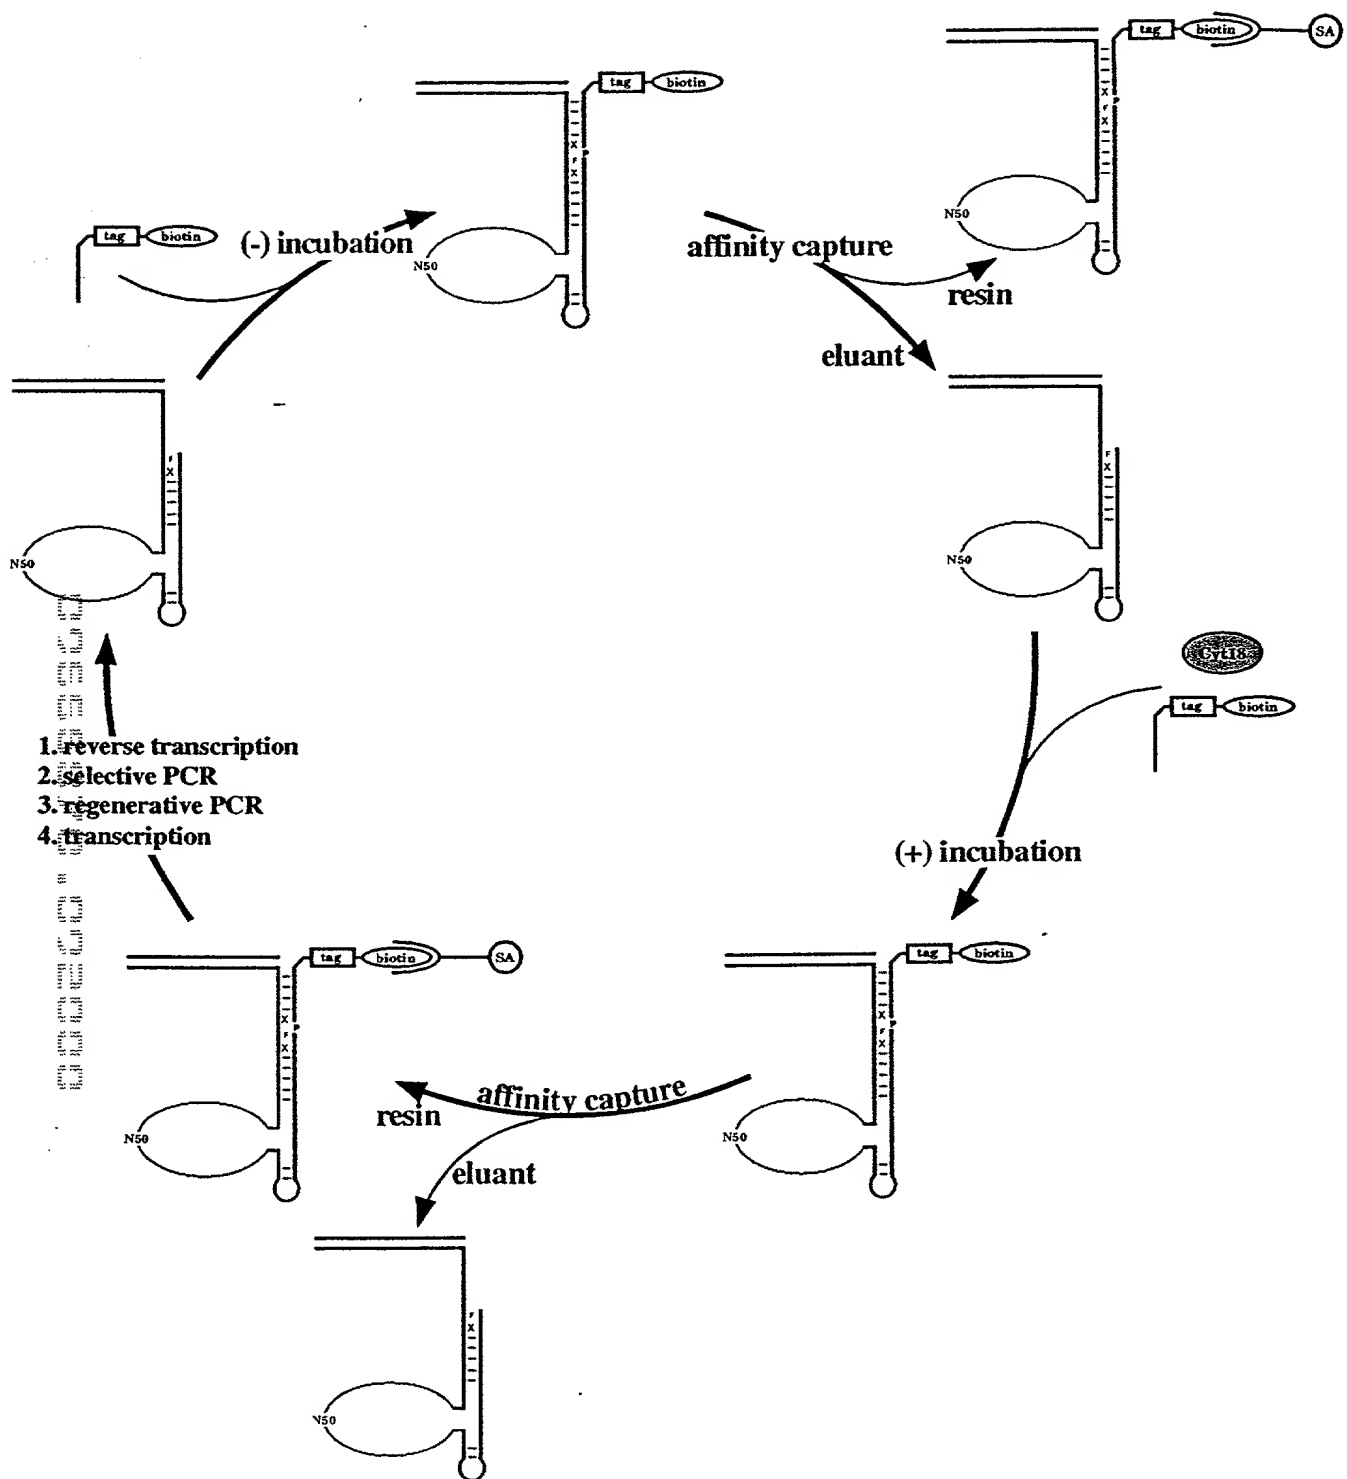 tag biotin SA
tag biotin
x
F P
x
N50
x P
F
x
N50
tag biotin
(-) incubation
affinity capture
resin
eluant
F
x
N50
F
x
N50
Cyt18
tag biotin
1. reverse transcription
2. selective PCR
3. regenerative PCR
4. transcription
(+) incubation
tag biotin SA
tag biotin
x P
F
x
N50
x P
F
x
N50
affinity capture
resin
eluant
F
x
N50